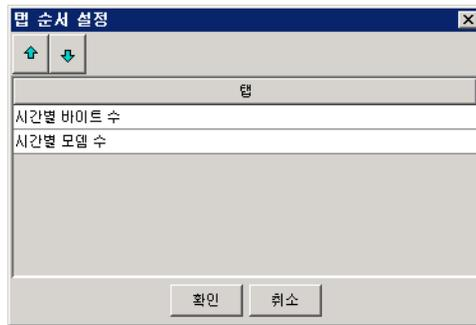 탭 순서 설정
탭
시간별 바이트 수
시간별 모뎀 수
확인 취소